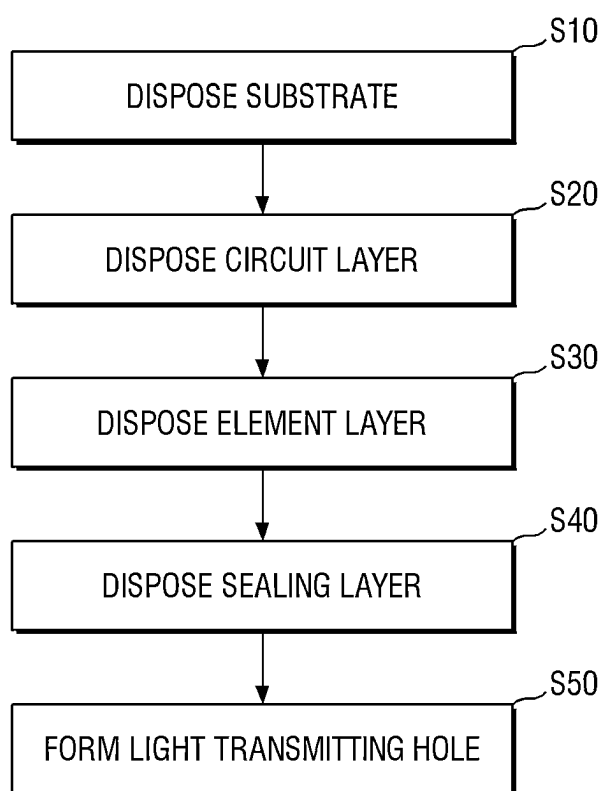 S10
DISPOSE SUBSTRATE
S20
DISPOSE CIRCUIT LAYER
S30
DISPOSE ELEMENT LAYER
S40
DISPOSE SEALING LAYER
S50
FORM LIGHT TRANSMITTING HOLE